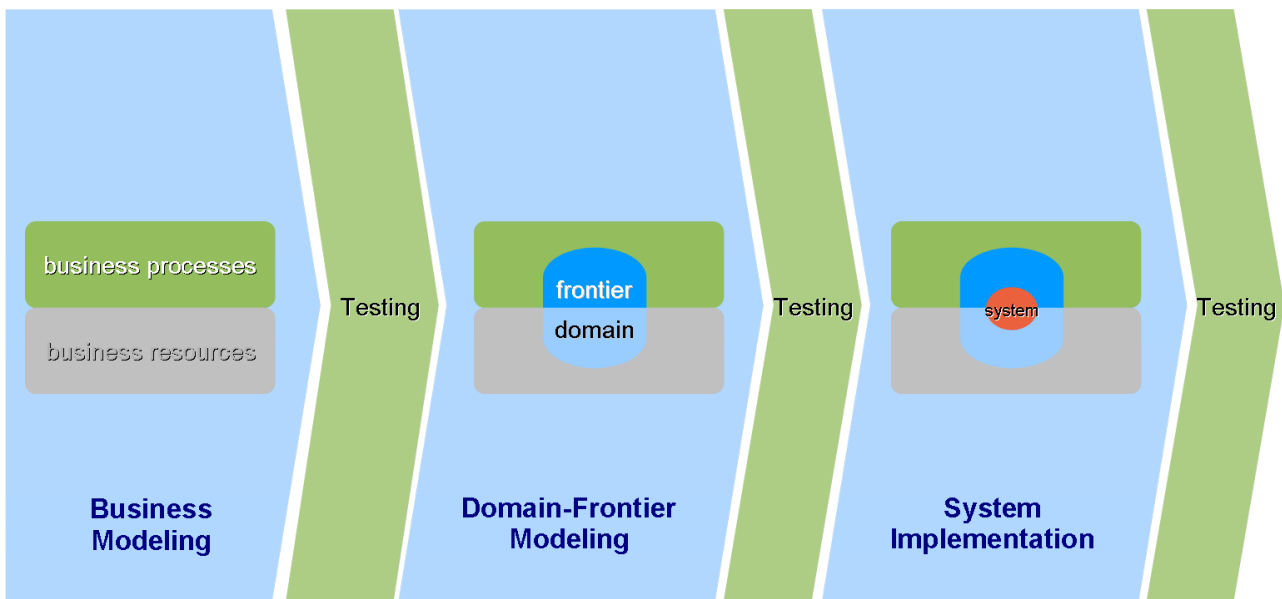 business processes
business resources
Business
Modeling
Testing
frontier
domain
Domain-Frontier
Modeling
Testing
system
System
Implementation
Testing